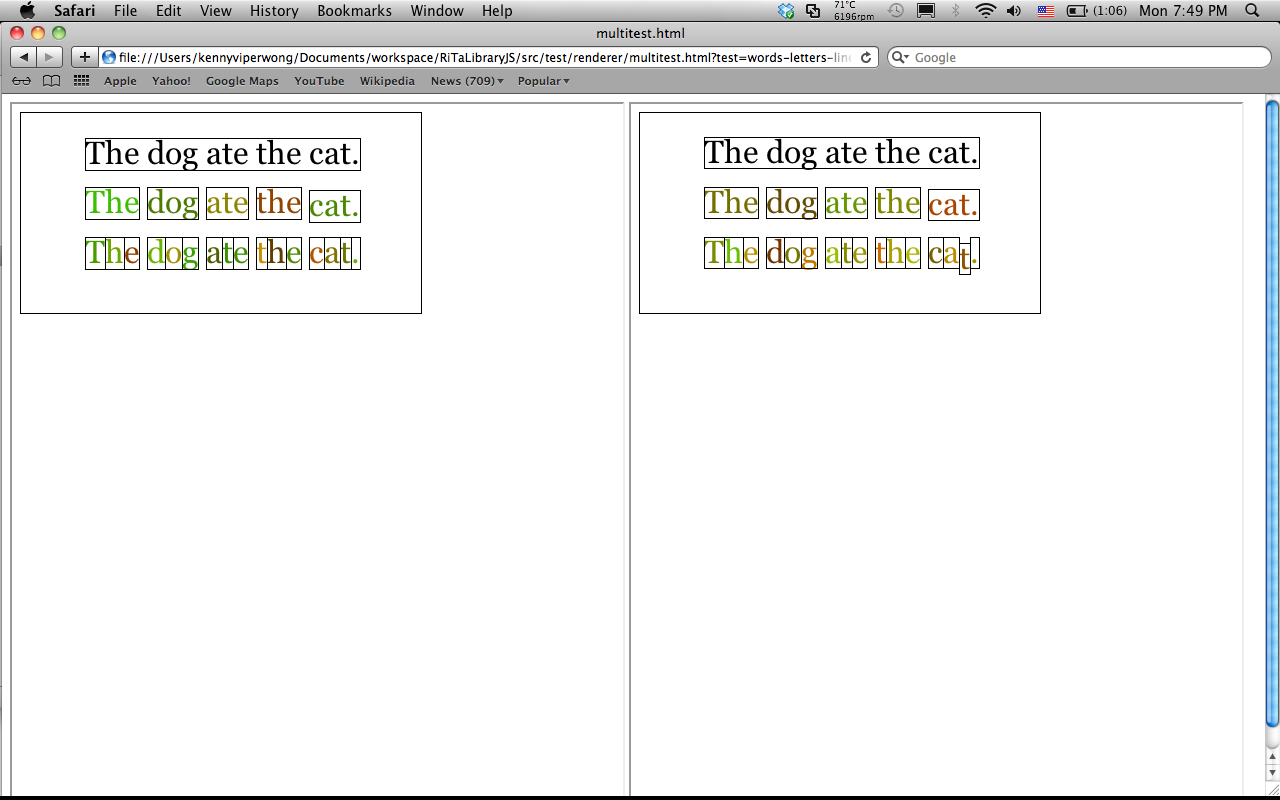 Safari File Edit View History Bookmarks Window Help 71°C 6196rpm (1:06) Mon 7:49 PM
multitest.html
file:///Users/kennyviperwong/Documents/workspace/RiTaLibraryJS/src/test/renderer/multitest.html?test=words-letters-line Google
Apple Yahoo! Google Maps YouTube Wikipedia News (709) Popular
The dog ate the cat.
The dog ate the cat.
The dog ate the cat.
The dog ate the cat.
The dog ate the cat.
The dog ate the cat.